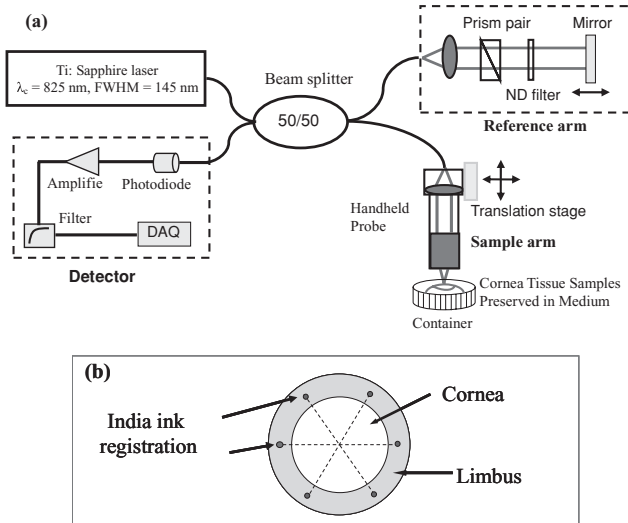 (a)
Ti: Sapphire laser
λc = 825 nm, FWHM = 145 nm
Beam splitter
50/50
Prism pair
Mirror
ND filter
Reference arm
Amplifie
Photodiode
Filter
DAQ
Detector
Handheld
Probe
Translation stage
Sample arm
Cornea Tissue Samples
Preserved in Medium
Container
(b)
India ink
registration
Cornea
Limbus